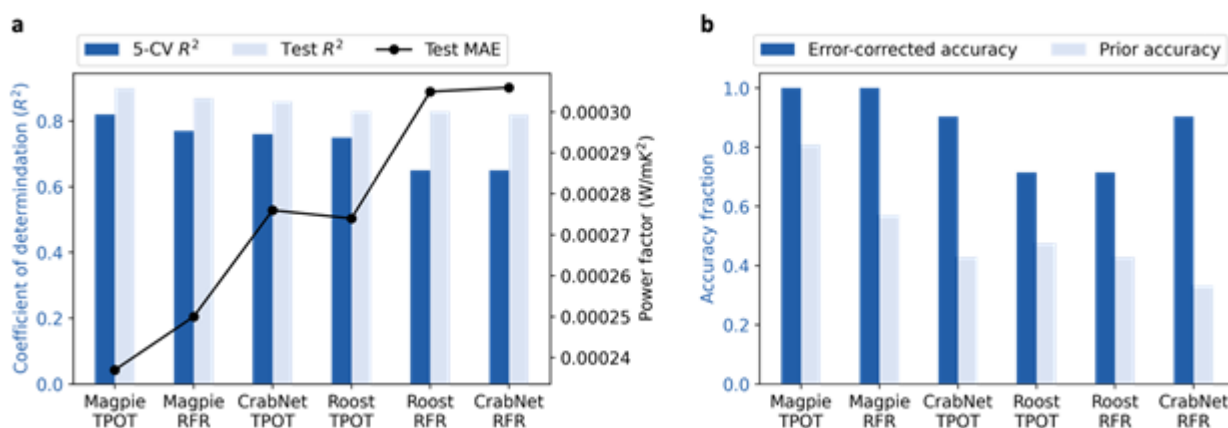 a
5-CV R² Test R² Test MAE
Coefficient of determindation (R²)
0.8
0.6
0.4
0.2
0.0
0.00030
0.00029
0.00028
0.00027
0.00026
0.00025
0.00024
Power factor (W/mK²)
Magpie TPOT
Magpie RFR
CrabNet TPOT
Roost TPOT
Roost RFR
CrabNet RFR
b
Error-corrected accuracy Prior accuracy
Accuracy fraction
1.0
0.8
0.6
0.4
0.2
0.0
Magpie TPOT
Magpie RFR
CrabNet TPOT
Roost TPOT
Roost RFR
CrabNet RFR